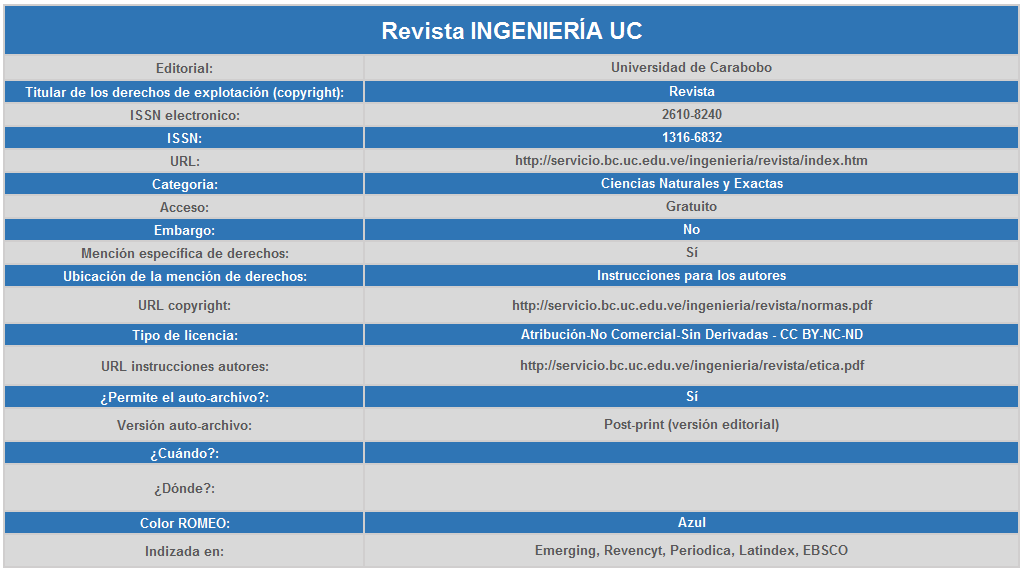 Revista INGENIERÍA UC
Editorial: Universidad de Carabobo
Titular de los derechos de explotación (copyright): Revista
ISSN electronico: 2610-8240
ISSN: 1316-6832
URL: http://servicio.bc.uc.edu.ve/ingenieria/revista/index.htm
Categoria: Ciencias Naturales y Exactas
Acceso: Gratuito
Embargo: No
Mención específica de derechos: Sí
Ubicación de la mención de derechos: Instrucciones para los autores
URL copyright: http://servicio.bc.uc.edu.ve/ingenieria/revista/normas.pdf
Tipo de licencia: Atribución-No Comercial-Sin Derivadas - CC BY-NC-ND
URL instrucciones autores: http://servicio.bc.uc.edu.ve/ingenieria/revista/etica.pdf
¿Permite el auto-archivo?: Sí
Versión auto-archivo: Post-print (versión editorial)
¿Cuándo?:
¿Dónde?:
Color ROMEO: Azul
Indizada en: Emerging, Revencyt, Periodica, Latindex, EBSCO